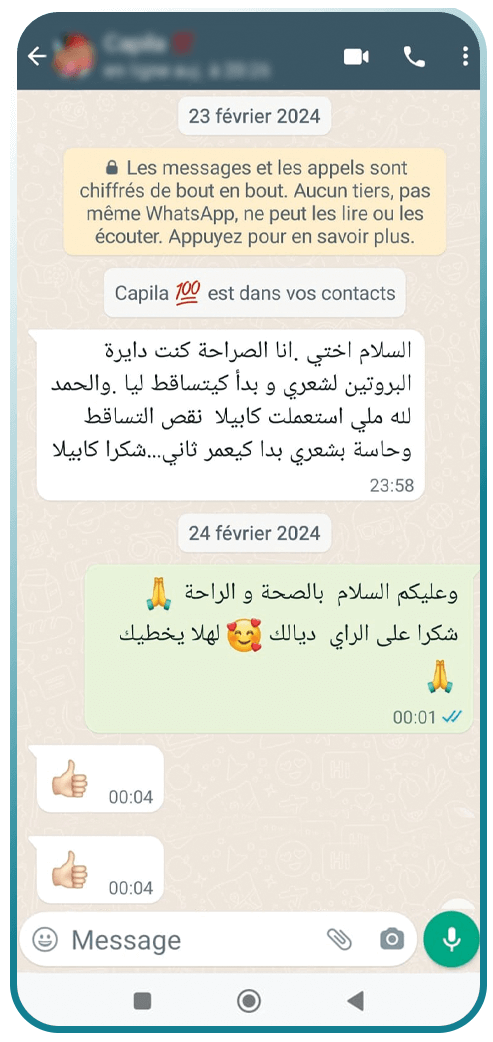 23 février 2024
🔒 Les messages et les appels sont
chiffrés de bout en bout. Aucun tiers, pas
même WhatsApp, ne peut les lire ou les
écouter. Appuyez pour en savoir plus.
Capila 💯 est dans vos contacts
السلام اختي .انا الصراحة كنت دايرة
البروتين لشعري و بدأ كيتساقط ليا .والحمد
لله ملي استعملت كابيلا نقص التساقط
وحاسة بشعري بدا كيعمر ثاني...شكرا كابيلا
23:58
24 février 2024
وعليكم السلام بالصحة و الراحة 🙏
شكرا على الراي ديالك 🥰 لهلا يخطيك
🙏
00:01
👍🏻 00:04
👍🏻 00:04
Message